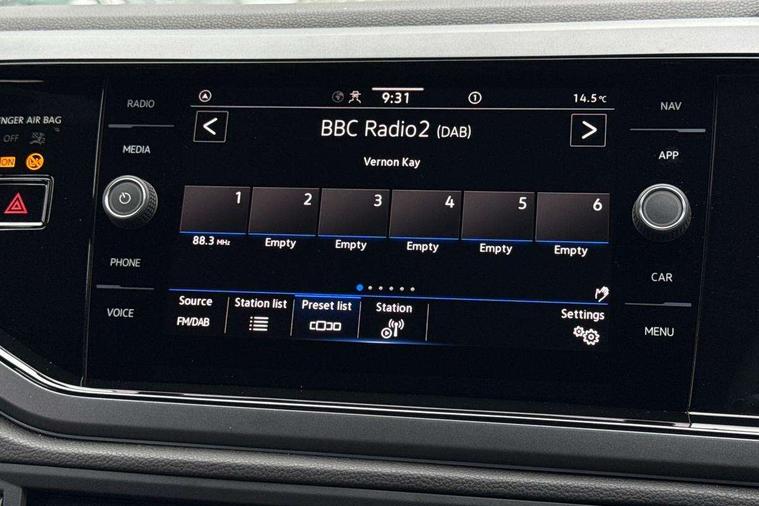 RADIO
MEDIA
PHONE
VOICE
NGER AIR BAG
OFF
ON
9:31
1
14.5°C
BBC Radio2 (DAB)
Vernon Kay
1 2 3 4 5 6
88.3 MHz Empty Empty Empty Empty Empty
Source Station list Preset list Station Settings
FM/DAB
NAV
APP
CAR
MENU